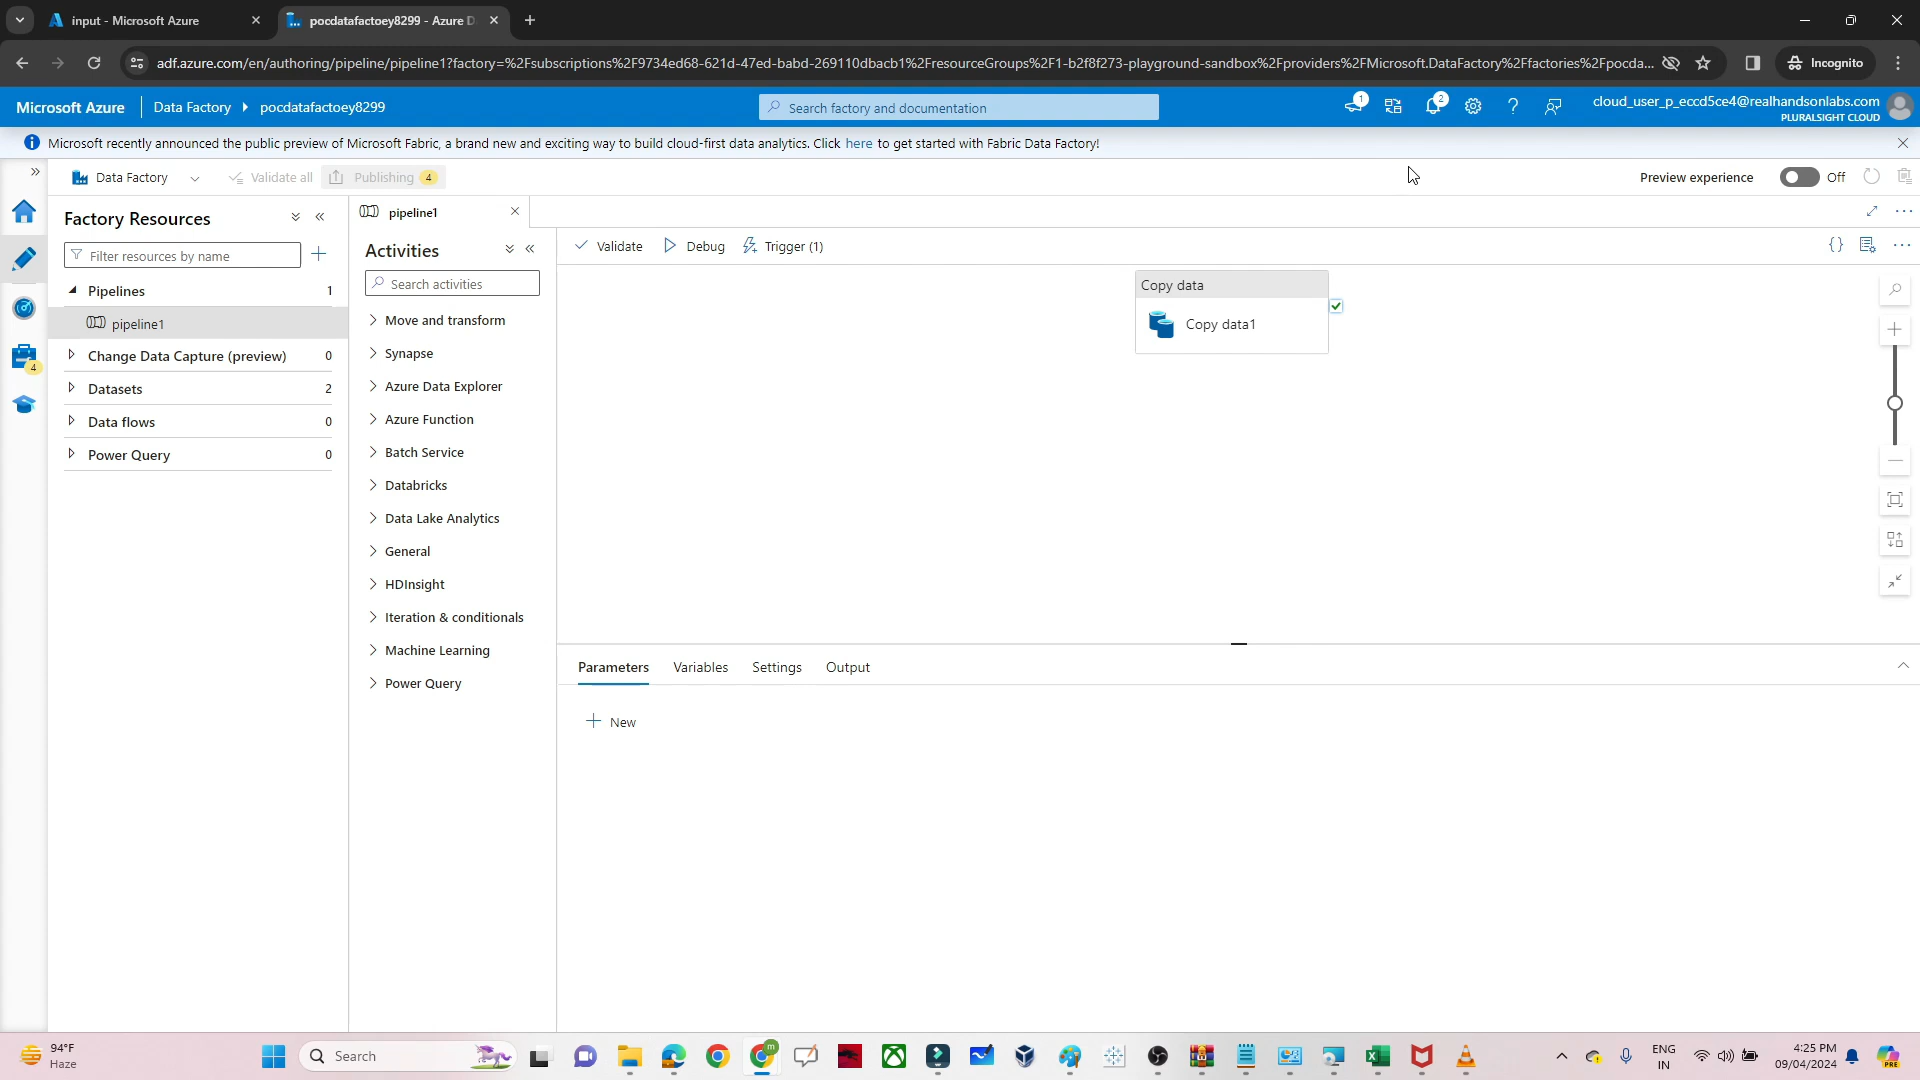 input - Microsoft Azure
pocdatafactoey8299 - Azure D
adf.azure.com/en/authoring/pipeline/pipeline1?factory=%2Fsubscriptions%2F9734ed68-621d-47ed-babd-269110dbacb1%2FresourceGroups%2F1-b2f8f273-playground-sandbox%2Fproviders%2FMicrosoft.DataFactory%2Ffactories%2Fpocda...
Incognito
Microsoft Azure
Data Factory
pocdatafactoey8299
Search factory and documentation
1
2
cloud_user_p_eccd5ce4@realhandsonlabs.com
PLURALSIGHT CLOUD
Microsoft recently announced the public preview of Microsoft Fabric, a brand new and exciting way to build cloud-first data analytics. Click here to get started with Fabric Data Factory!
Data Factory
Validate all
Publishing 4
Preview experience
Off
Factory Resources
Filter resources by name
Pipelines 1
pipeline1
Change Data Capture (preview) 0
Datasets 2
Data flows 0
Power Query 0
4
pipeline1
Activities
Search activities
Move and transform
Synapse
Azure Data Explorer
Azure Function
Batch Service
Databricks
Data Lake Analytics
General
HDInsight
Iteration & conditionals
Machine Learning
Power Query
Validate
Debug
Trigger (1)
Copy data
Copy data1
Parameters
Variables
Settings
Output
New
94°F
Haze
Search
m
ENG
IN
4:25 PM
09/04/2024
PRE